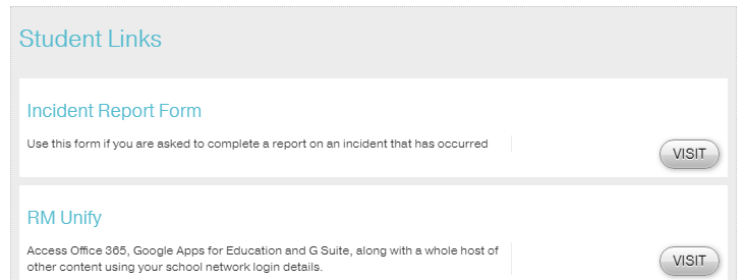 Student Links
Incident Report Form
Use this form if you are asked to complete a report on an incident that has occurred
VISIT
RM Unify
Access Office 365, Google Apps for Education and G Suite, along with a whole host of
other content using your school network login details.
VISIT